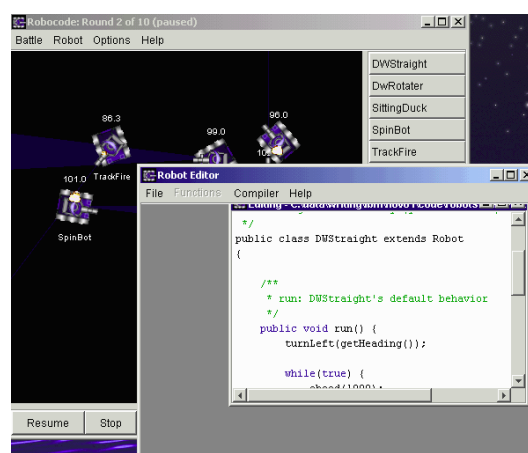 Robocode: Round 2 of 10 (paused)
Battle Robot Options Help
DWStraight
DwRotater
SittingDuck
SpinBot
TrackFire
86.3
99.0
96.0
101.0 TrackFire
SpinBot
Robot Editor
File Functions Compiler Help
*/
public class DWStraight extends Robot
{
/**
* run: DWStraight's default behavior
*/
public void run() {
turnLeft(getHeading());
while(true) {
Resume Stop